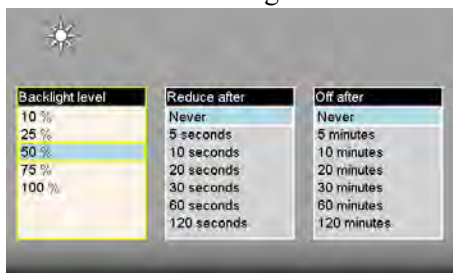 Backlight level
10 %
25 %
50 %
75 %
100 %
Reduce after
Never
5 seconds
10 seconds
20 seconds
30 seconds
60 seconds
120 seconds
Off after
Never
5 minutes
10 minutes
20 minutes
30 minutes
60 minutes
120 minutes